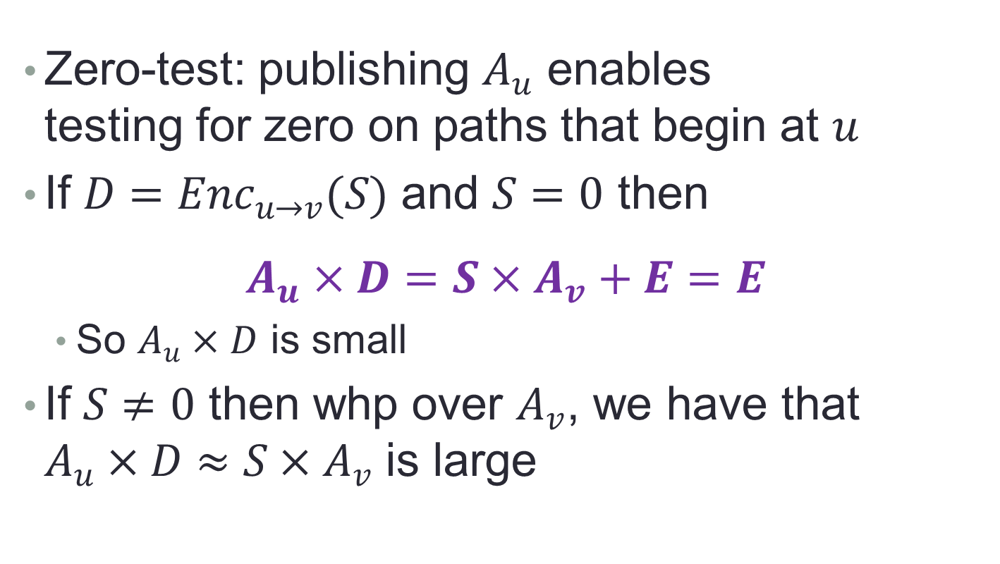 • Zero-test: publishing $A_u$ enables
testing for zero on paths that begin at $u$
• If $D = Enc_{u \to v}(S)$ and $S = 0$ then
$\boldsymbol{A_u \times D = S \times A_v + E = E}$
• So $A_u \times D$ is small
• If $S \neq 0$ then whp over $A_v$, we have that
$A_u \times D \approx S \times A_v$ is large